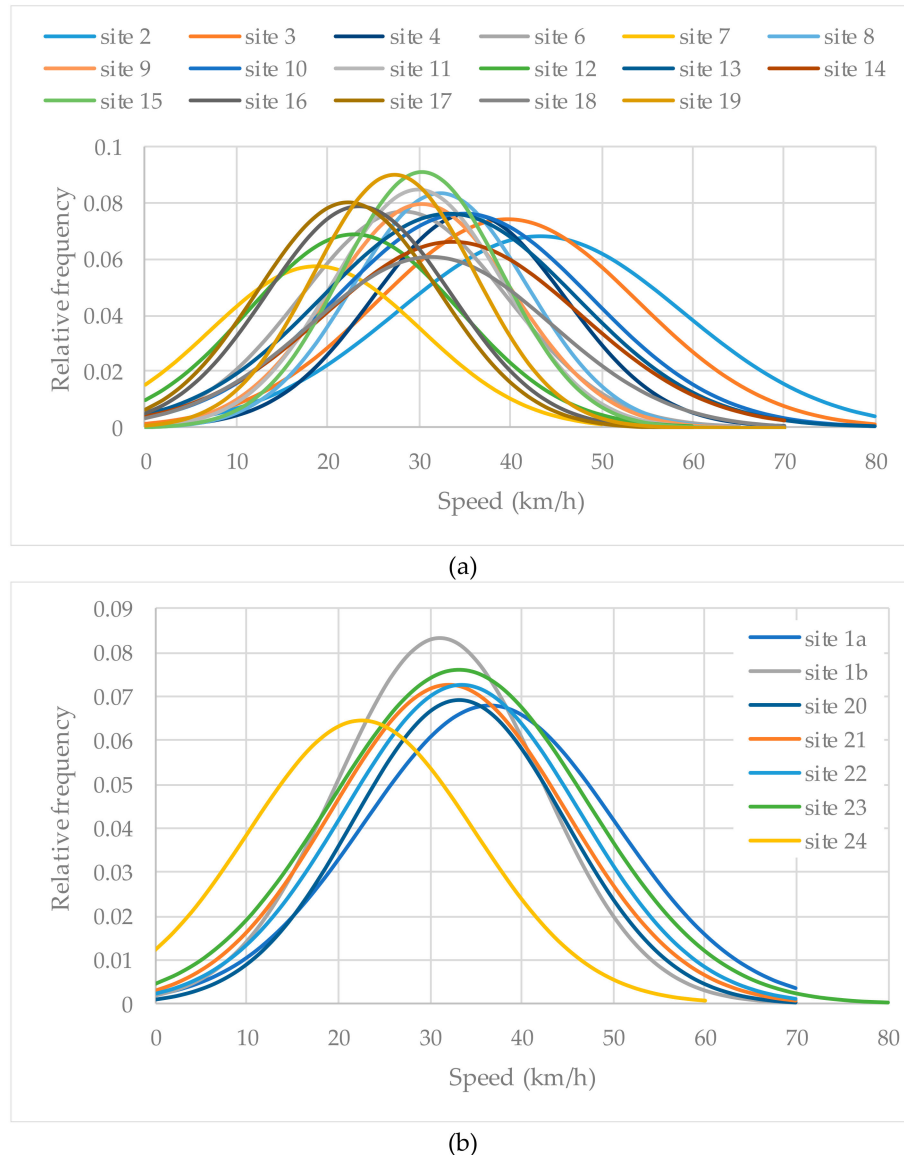 site 2 site 3 site 4 site 6 site 7 site 8
site 9 site 10 site 11 site 12 site 13 site 14
site 15 site 16 site 17 site 18 site 19
0.1
0.08
0.06
0.04
0.02
0
Relative frequency
0 10 20 30 40 50 60 70 80
Speed (km/h)
(a)
0.09
0.08
0.07
0.06
0.05
0.04
0.03
0.02
0.01
0
Relative frequency
site 1a
site 1b
site 20
site 21
site 22
site 23
site 24
0 10 20 30 40 50 60 70 80
Speed (km/h)
(b)